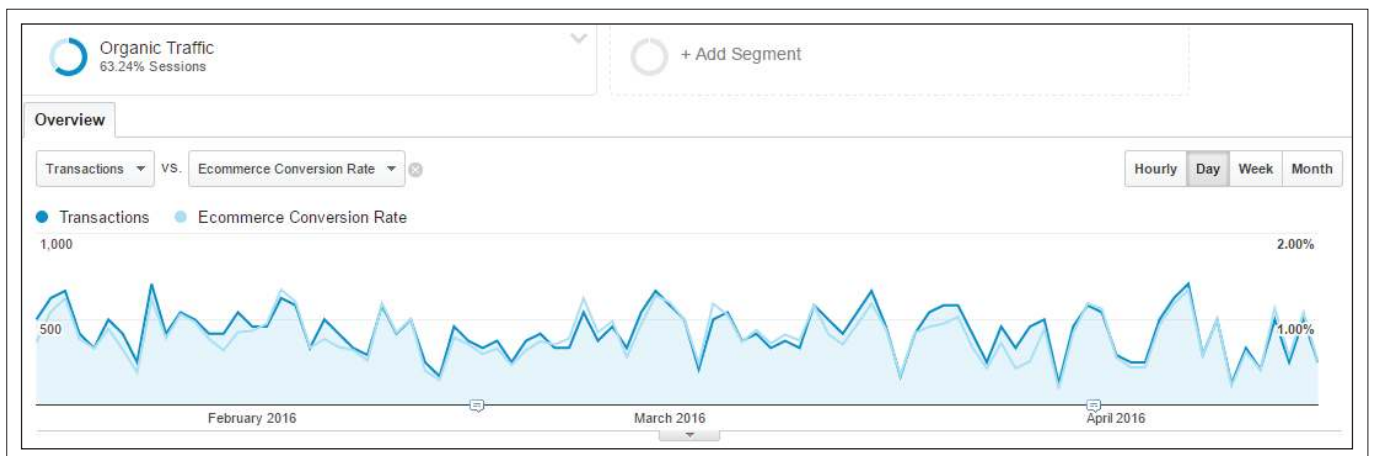 Organic Traffic
63.24% Sessions
+ Add Segment
Overview
Transactions VS. Ecommerce Conversion Rate
Hourly Day Week Month
Transactions Ecommerce Conversion Rate
1,000 2.00%
500 1.00%
February 2016 March 2016 April 2016